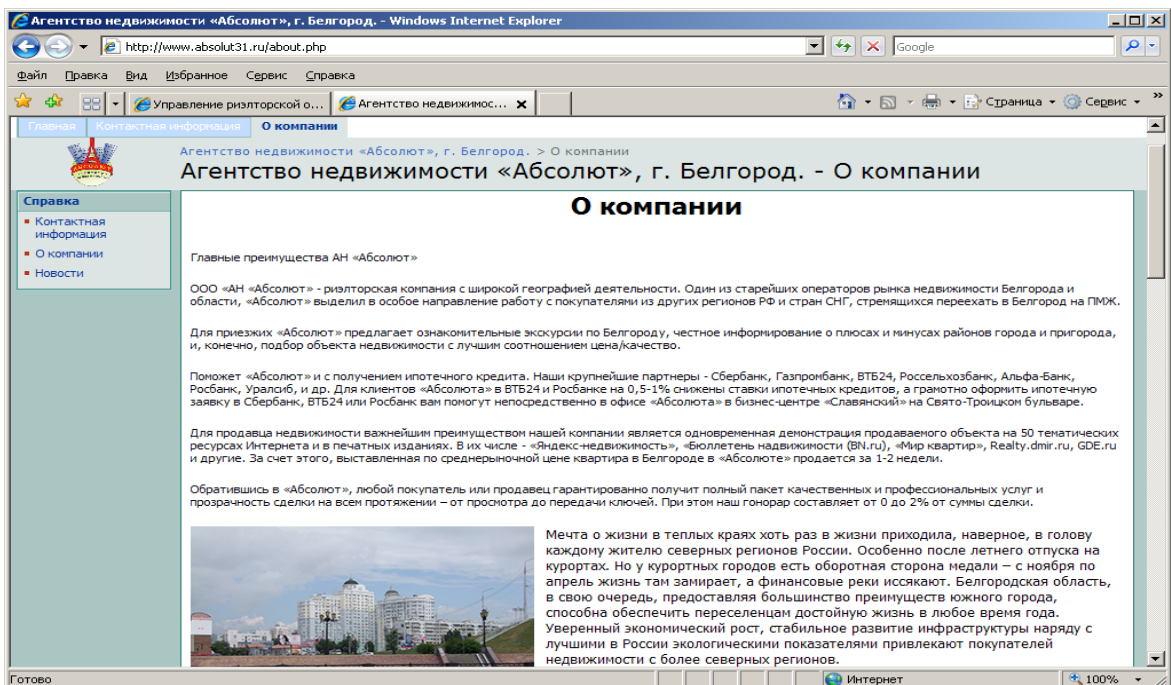 Агентство недвижимости «Абсолют», г. Белгород. - Windows Internet Explorer
http://www.absolut31.ru/about.php
Google
Файл Правка Вид Избранное Сервис Справка
Управление риэлторской о... Агентство недвижимос...
Страница Сервис
Главная Контактная информация О компании
АБСОЛЮТ
Агентство недвижимости «Абсолют», г. Белгород. > О компании
Агентство недвижимости «Абсолют», г. Белгород. - О компании
Справка
Контактная
информация
О компании
Новости
О компании
Главные преимущества АН «Абсолют»
ООО «АН «Абсолют» - риэлторская компания с широкой географией деятельности. Один из старейших операторов рынка недвижимости Белгорода и
области, «Абсолют» выделил в особое направление работу с покупателями из других регионов РФ и стран СНГ, стремящихся переехать в Белгород на ПМЖ.
Для приезжих «Абсолют» предлагает ознакомительные экскурсии по Белгороду, честное информирование о плюсах и минусах районов города и пригорода,
и, конечно, подбор объекта недвижимости с лучшим соотношением цена/качество.
Поможет «Абсолют» и с получением ипотечного кредита. Наши крупнейшие партнеры - Сбербанк, Газпромбанк, ВТБ24, Россельхозбанк, Альфа-Банк,
Росбанк, Уралсиб, и др. Для клиентов «Абсолюта» в ВТБ24 и Росбанке на 0,5-1% снижены ставки ипотечных кредитов, а грамотно оформить ипотечную
заявку в Сбербанк, ВТБ24 или Росбанк вам помогут непосредственно в офисе «Абсолюта» в бизнес-центре «Славянский» на Свято-Троицком бульваре.
Для продавца недвижимости важнейшим преимуществом нашей компании является одновременная демонстрация продаваемого объекта на 50 тематических
ресурсах Интернета и в печатных изданиях. В их числе - «Яндекс-недвижимость», «Бюллетень надвижимости (BN.ru), «Мир квартир», Realty.dmir.ru, GDE.ru
и другие. За счет этого, выставленная по среднерыночной цене квартира в Белгороде в «Абсолюте» продается за 1-2 недели.
Обратившись в «Абсолют», любой покупатель или продавец гарантированно получит полный пакет качественных и профессиональных услуг и
прозрачность сделки на всем протяжении – от просмотра до передачи ключей. При этом наш гонорар составляет от 0 до 2% от суммы сделки.
Мечта о жизни в теплых краях хоть раз в жизни приходила, наверное, в голову
каждому жителю северных регионов России. Особенно после летнего отпуска на
курортах. Но у курортных городов есть оборотная сторона медали – с ноября по
апрель жизнь там замирает, а финансовые реки иссякают. Белгородская область,
в свою очередь, предоставляя большинство преимуществ южного города,
способна обеспечить переселенцам достойную жизнь в любое время года.
Уверенный экономический рост, стабильное развитие инфраструктуры наряду с
лучшими в России экологическими показателями привлекают покупателей
недвижимости с более северных регионов.
Готово Интернет 100%